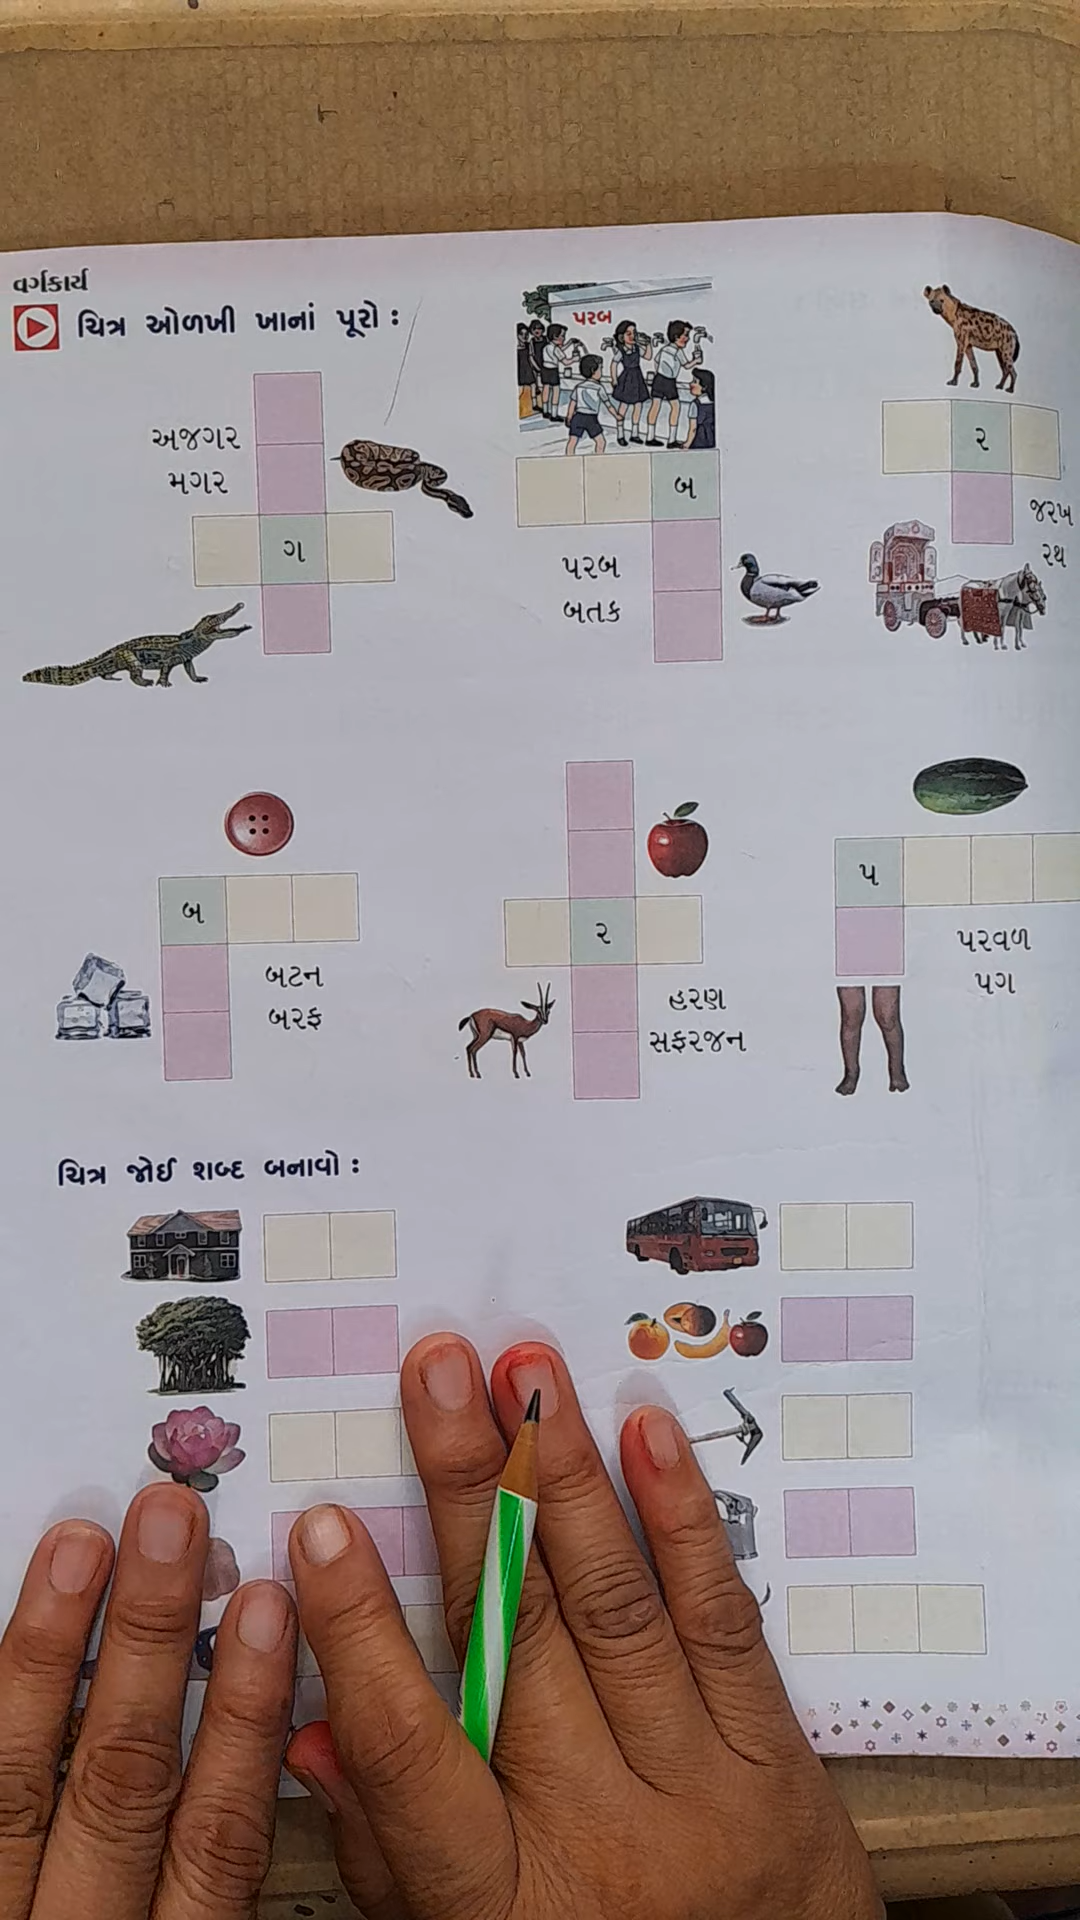 વર્ગકાર્ય
ચિત્ર ઓળખી ખાનાં પૂરો :
પરબ
અજગર
મગર
ગ
બ
પરબ
બતક
ર
જરખ
રથ
બ
બટન
બરફ
ર
હરણ
સફરજન
પ
પરવળ
પગ
ચિત્ર જોઈ શબ્દ બનાવો :